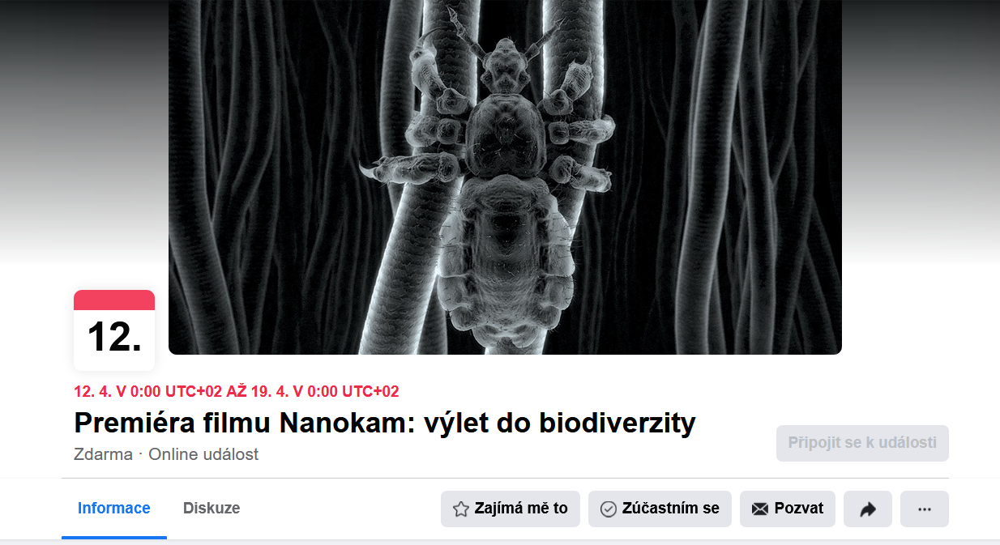 12.
12. 4. V 0:00 UTC+02 AŽ 19. 4. V 0:00 UTC+02
Premiéra filmu Nanokam: výlet do biodiverzity
Zdarma · Online událost
Připojit se k události
Informace
Diskuze
Zajímá mě to
Zúčastním se
Pozvat